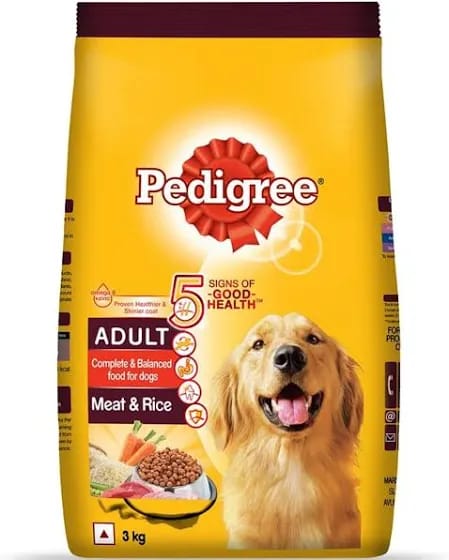 Pedigree®
omega
Proven Healthier &
Shinier coat
5 SIGNS OF
-GOOD-
HEALTH™
ADULT
Complete & Balanced
food for dogs
Meat & Rice
3 kg